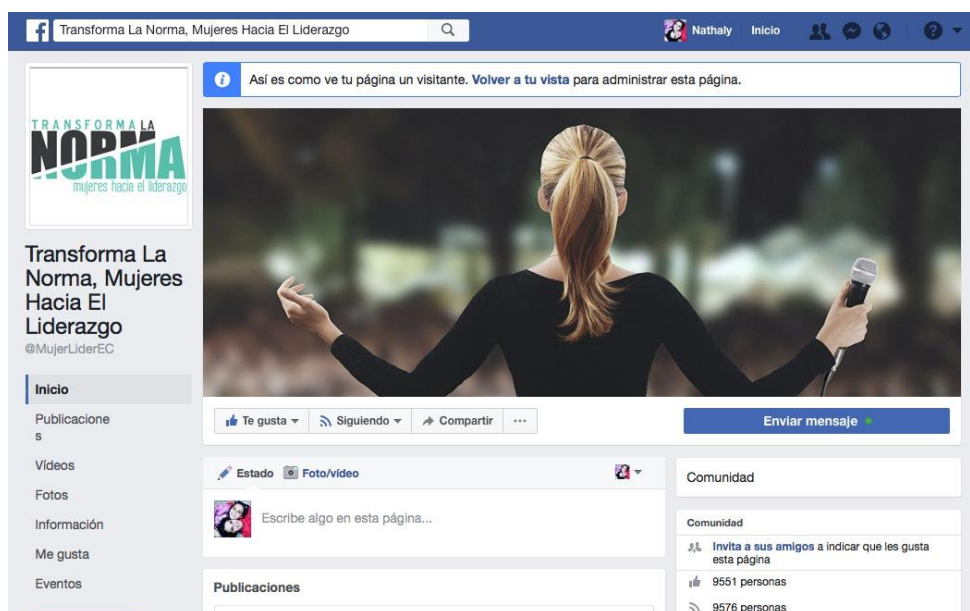 Transforma La Norma, Mujeres Hacia El Liderazgo
Nathaly
Inicio
Así es como ve tu página un visitante. Volver a tu vista para administrar esta página.
TRANSFORMA LA
NORMA
mujeres hacia el liderazgo
Transforma La
Norma, Mujeres
Hacia El
Liderazgo
@MujerLiderEC
Inicio
Publicacione
s
Vídeos
Fotos
Información
Me gusta
Eventos
Te gusta
Siguiendo
Compartir
Enviar mensaje
Estado
Foto/vídeo
Escribe algo en esta página...
Publicaciones
Comunidad
Comunidad
Invita a sus amigos a indicar que les gusta
esta página
9551 personas
9576 personas